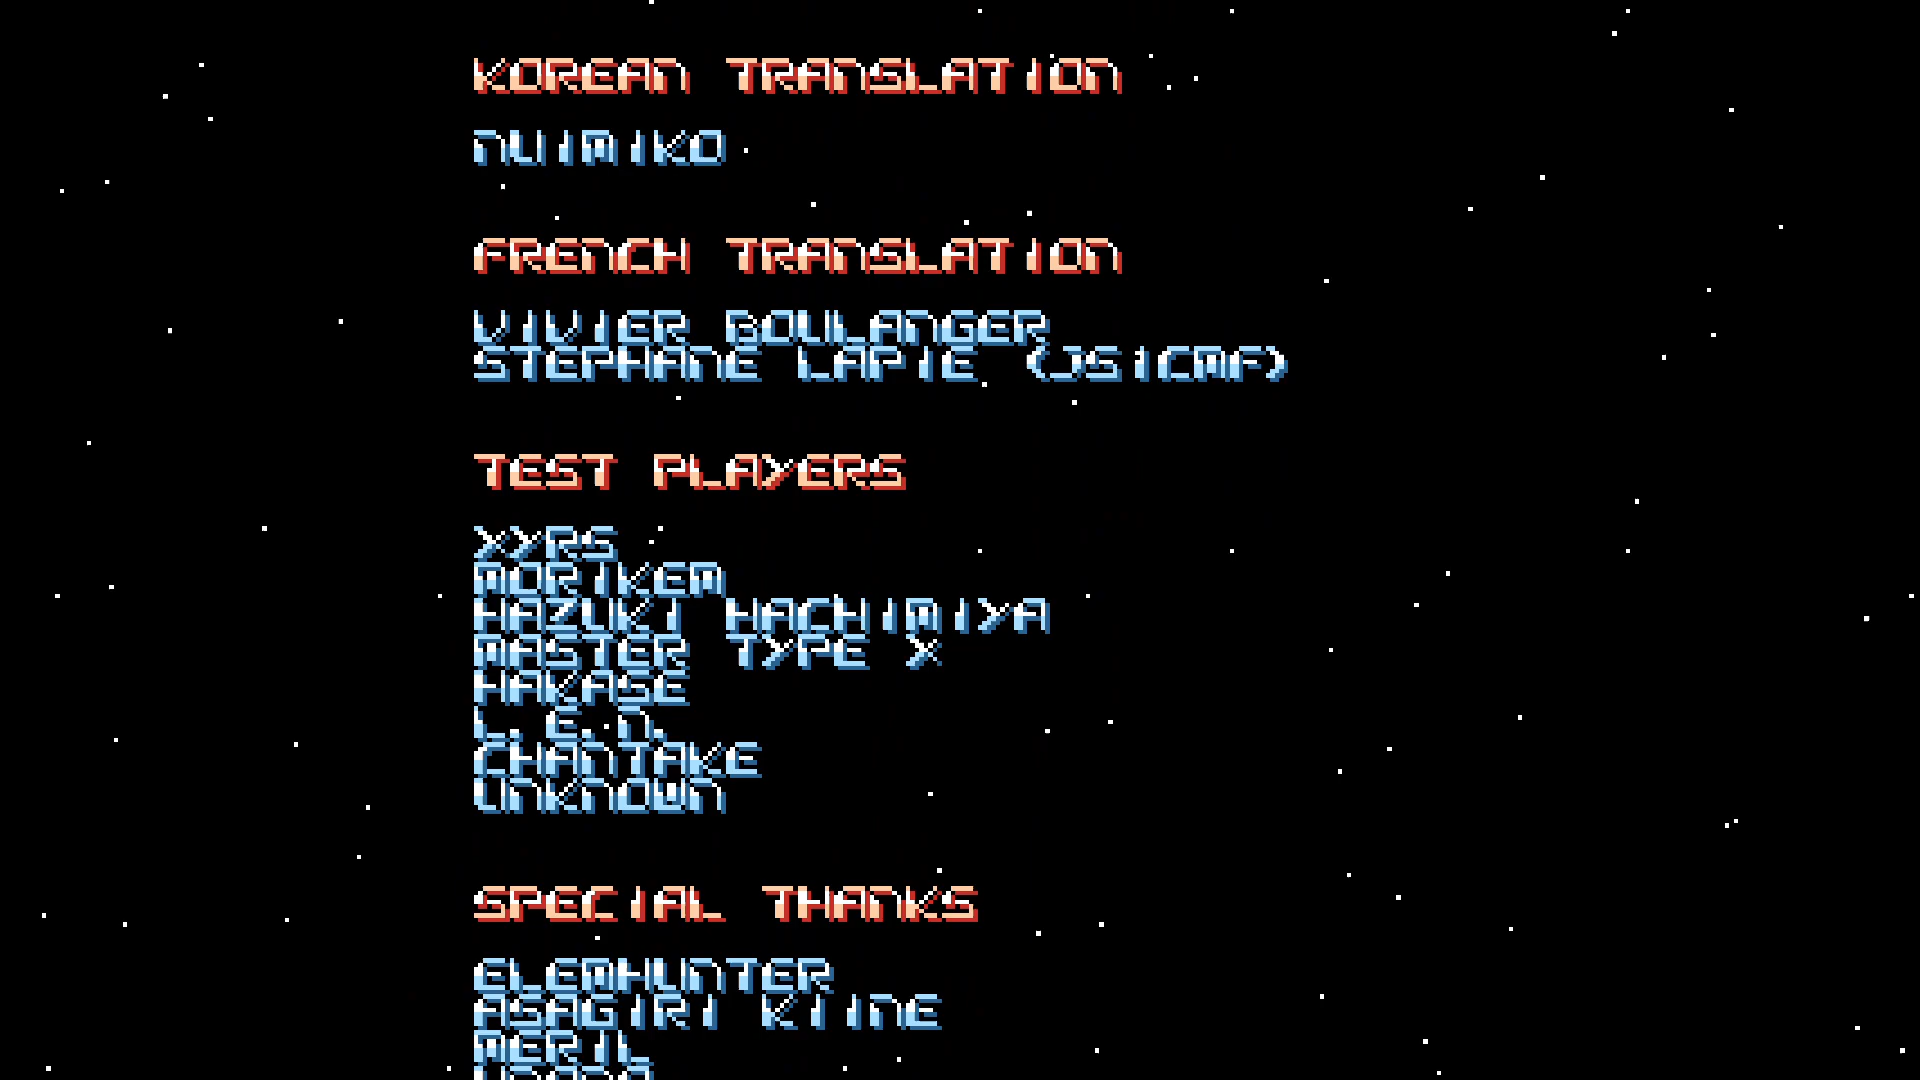 KOREAN TRANSLATION
NUIMIKO
FRENCH TRANSLATION
VIVIER BOULANGER
STEPHANE LAPIE (JSICMF)
TEST PLAYERS
XYRS
MORIKEM
HAZUKI HACHIMIYA
MASTER TYPE X
HAKASE
L.E.N.
CHANTAKE
UNKNOWN
SPECIAL THANKS
ELEMHUNTER
ASAGIRI KIINE
MERIL